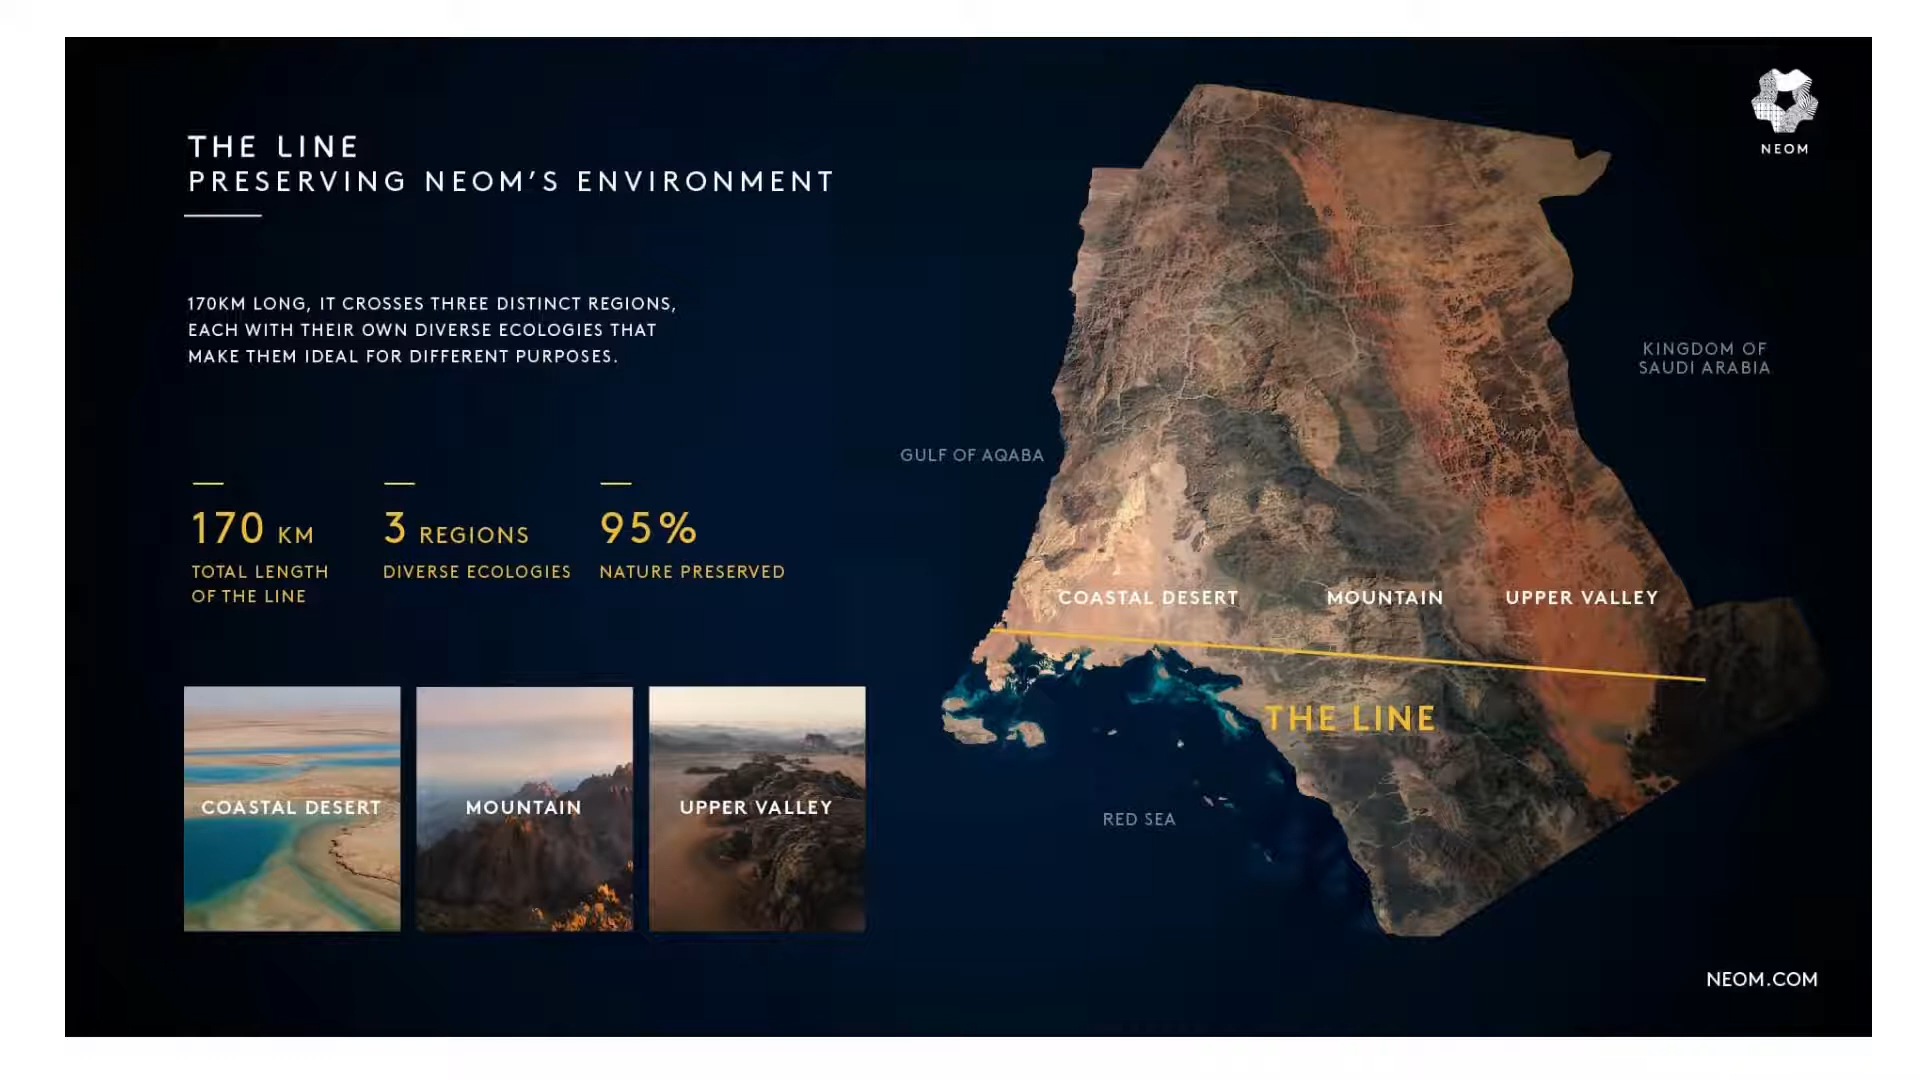 THE LINE
PRESERVING NEOM'S ENVIRONMENT
170KM LONG, IT CROSSES THREE DISTINCT REGIONS,
EACH WITH THEIR OWN DIVERSE ECOLOGIES THAT
MAKE THEM IDEAL FOR DIFFERENT PURPOSES.
170 KM
TOTAL LENGTH
OF THE LINE
3 REGIONS
DIVERSE ECOLOGIES
95%
NATURE PRESERVED
COASTAL DESERT
MOUNTAIN
UPPER VALLEY
NEOM
KINGDOM OF
SAUDI ARABIA
GULF OF AQABA
COASTAL DESERT
MOUNTAIN
UPPER VALLEY
THE LINE
RED SEA
NEOM.COM